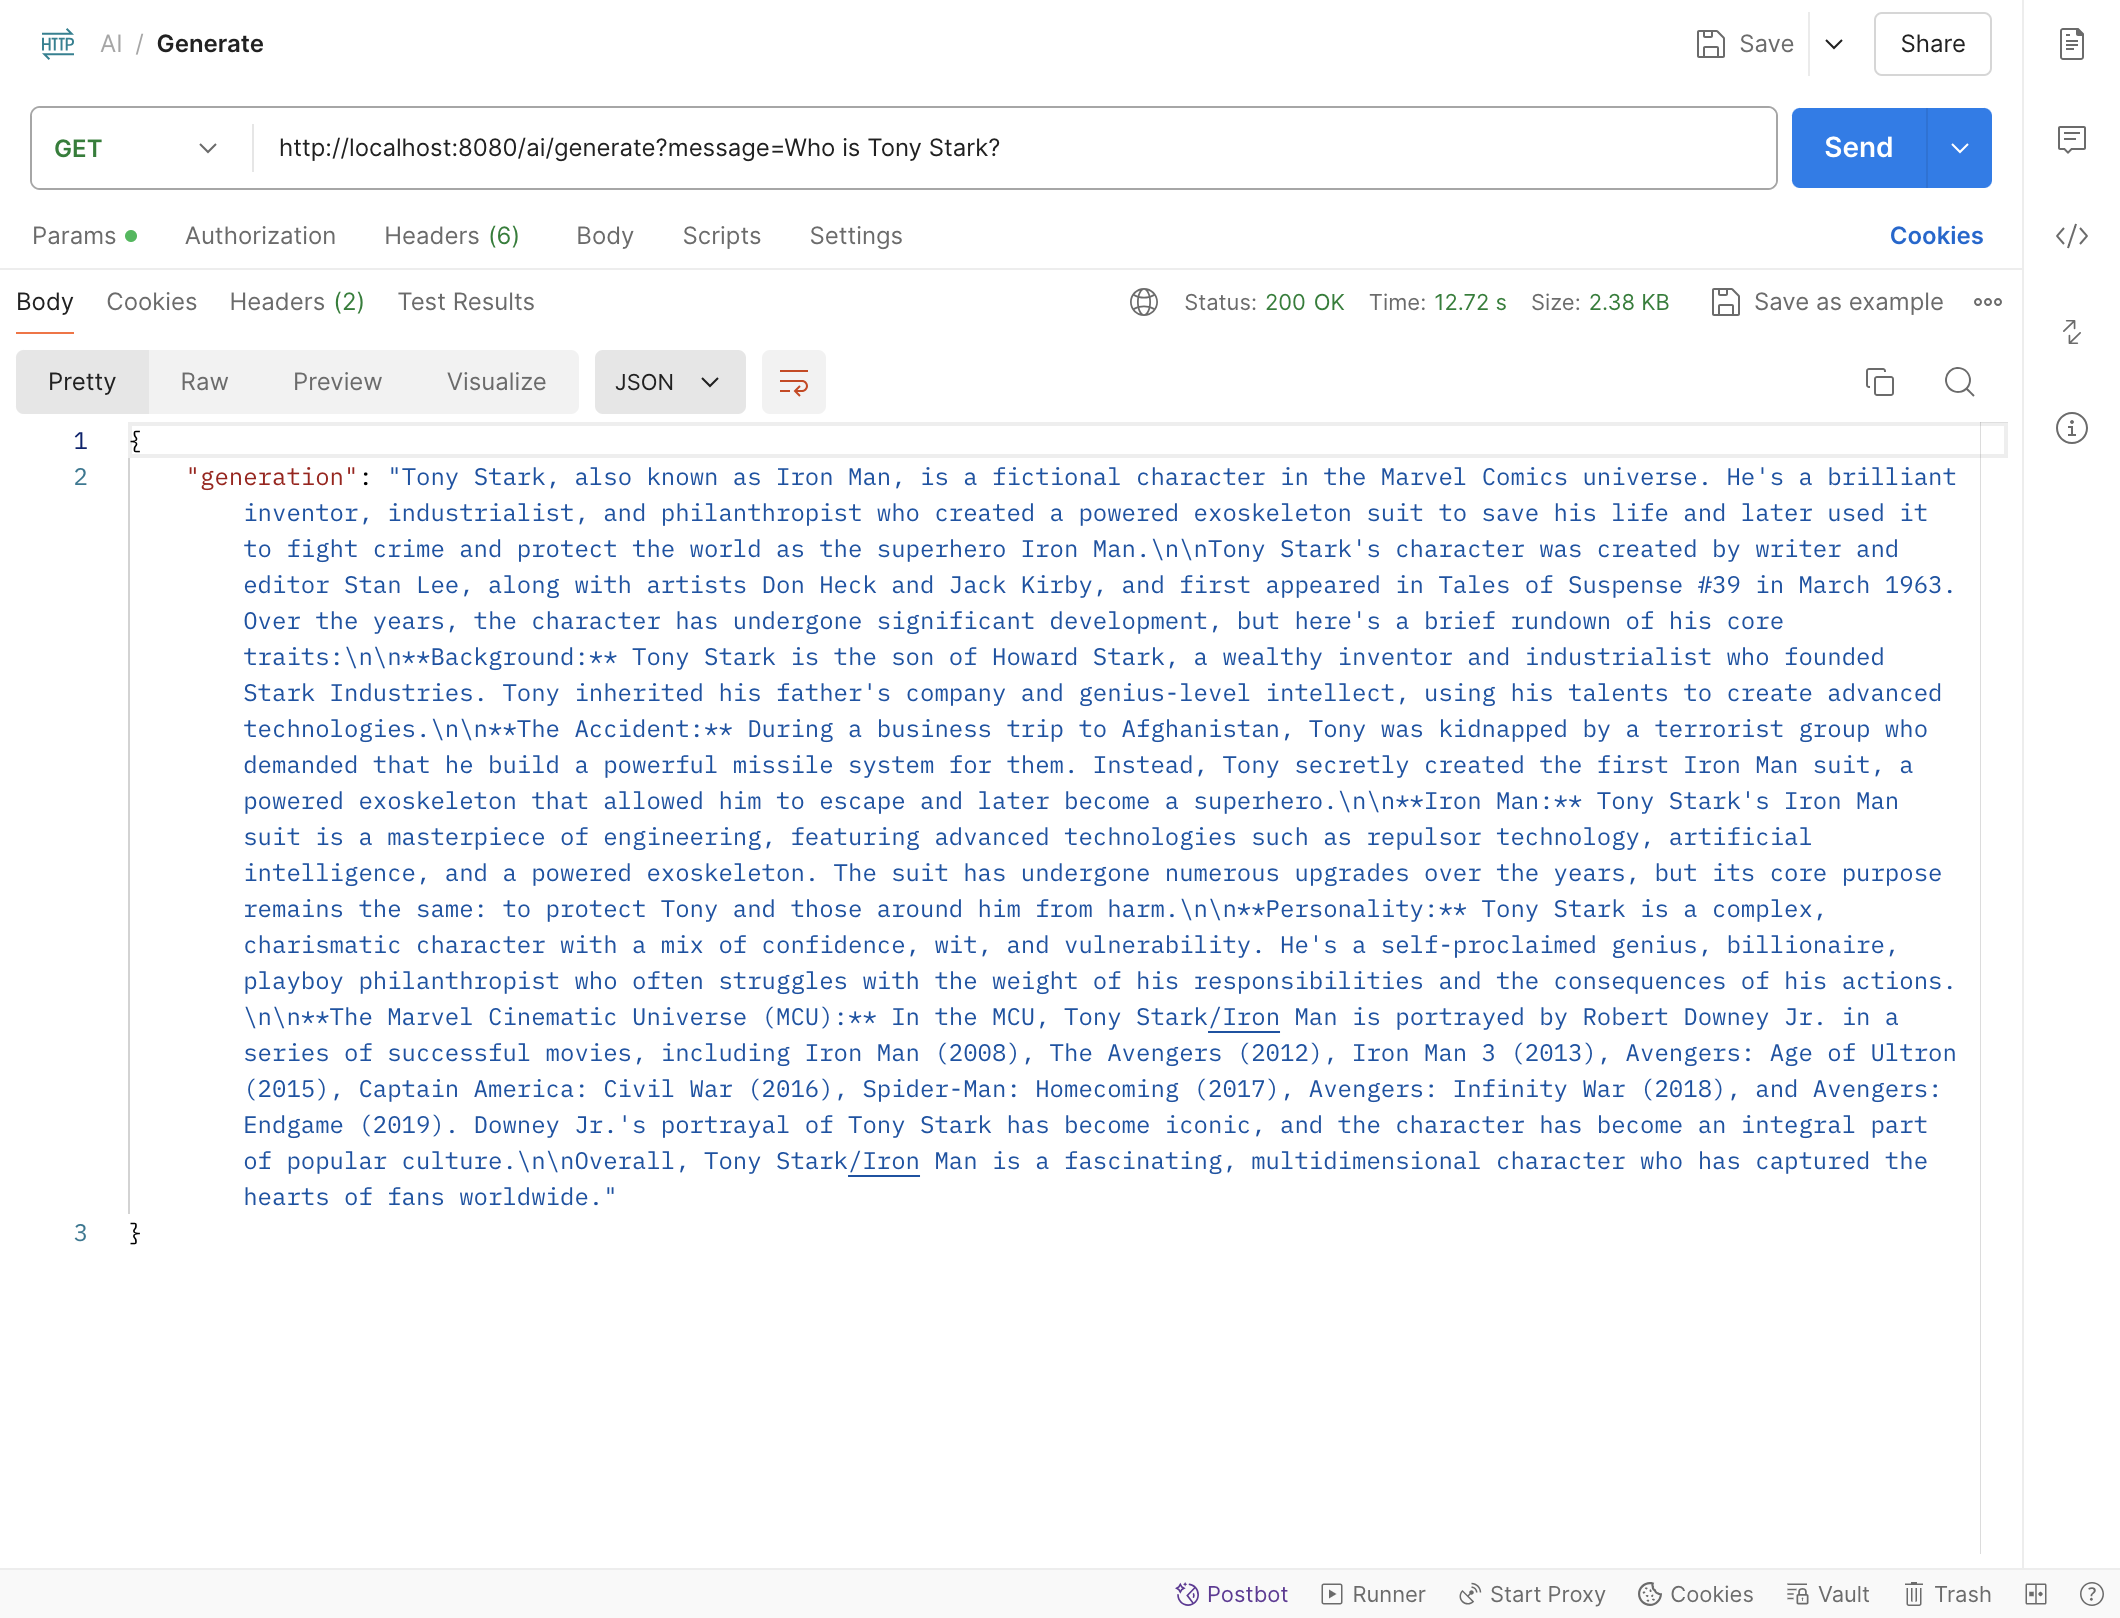 HTTP AI / Generate Save Share
GET http://localhost:8080/ai/generate?message=Who is Tony Stark? Send
Params Authorization Headers (6) Body Scripts Settings Cookies
Body Cookies Headers (2) Test Results Status: 200 OK Time: 12.72 s Size: 2.38 KB Save as example
Pretty Raw Preview Visualize JSON
1 {
2 "generation": "Tony Stark, also known as Iron Man, is a fictional character in the Marvel Comics universe. He's a brilliant
inventor, industrialist, and philanthropist who created a powered exoskeleton suit to save his life and later used it
to fight crime and protect the world as the superhero Iron Man.\n\nTony Stark's character was created by writer and
editor Stan Lee, along with artists Don Heck and Jack Kirby, and first appeared in Tales of Suspense #39 in March 1963.
Over the years, the character has undergone significant development, but here's a brief rundown of his core
traits:\n\n**Background:** Tony Stark is the son of Howard Stark, a wealthy inventor and industrialist who founded
Stark Industries. Tony inherited his father's company and genius-level intellect, using his talents to create advanced
technologies.\n\n**The Accident:** During a business trip to Afghanistan, Tony was kidnapped by a terrorist group who
demanded that he build a powerful missile system for them. Instead, Tony secretly created the first Iron Man suit, a
powered exoskeleton that allowed him to escape and later become a superhero.\n\n**Iron Man:** Tony Stark's Iron Man
suit is a masterpiece of engineering, featuring advanced technologies such as repulsor technology, artificial
intelligence, and a powered exoskeleton. The suit has undergone numerous upgrades over the years, but its core purpose
remains the same: to protect Tony and those around him from harm.\n\n**Personality:** Tony Stark is a complex,
charismatic character with a mix of confidence, wit, and vulnerability. He's a self-proclaimed genius, billionaire,
playboy philanthropist who often struggles with the weight of his responsibilities and the consequences of his actions.
\n\n**The Marvel Cinematic Universe (MCU):** In the MCU, Tony Stark/Iron Man is portrayed by Robert Downey Jr. in a
series of successful movies, including Iron Man (2008), The Avengers (2012), Iron Man 3 (2013), Avengers: Age of Ultron
(2015), Captain America: Civil War (2016), Spider-Man: Homecoming (2017), Avengers: Infinity War (2018), and Avengers:
Endgame (2019). Downey Jr.'s portrayal of Tony Stark has become iconic, and the character has become an integral part
of popular culture.\n\nOverall, Tony Stark/Iron Man is a fascinating, multidimensional character who has captured the
hearts of fans worldwide."
3 }
Postbot Runner Start Proxy Cookies Vault Trash